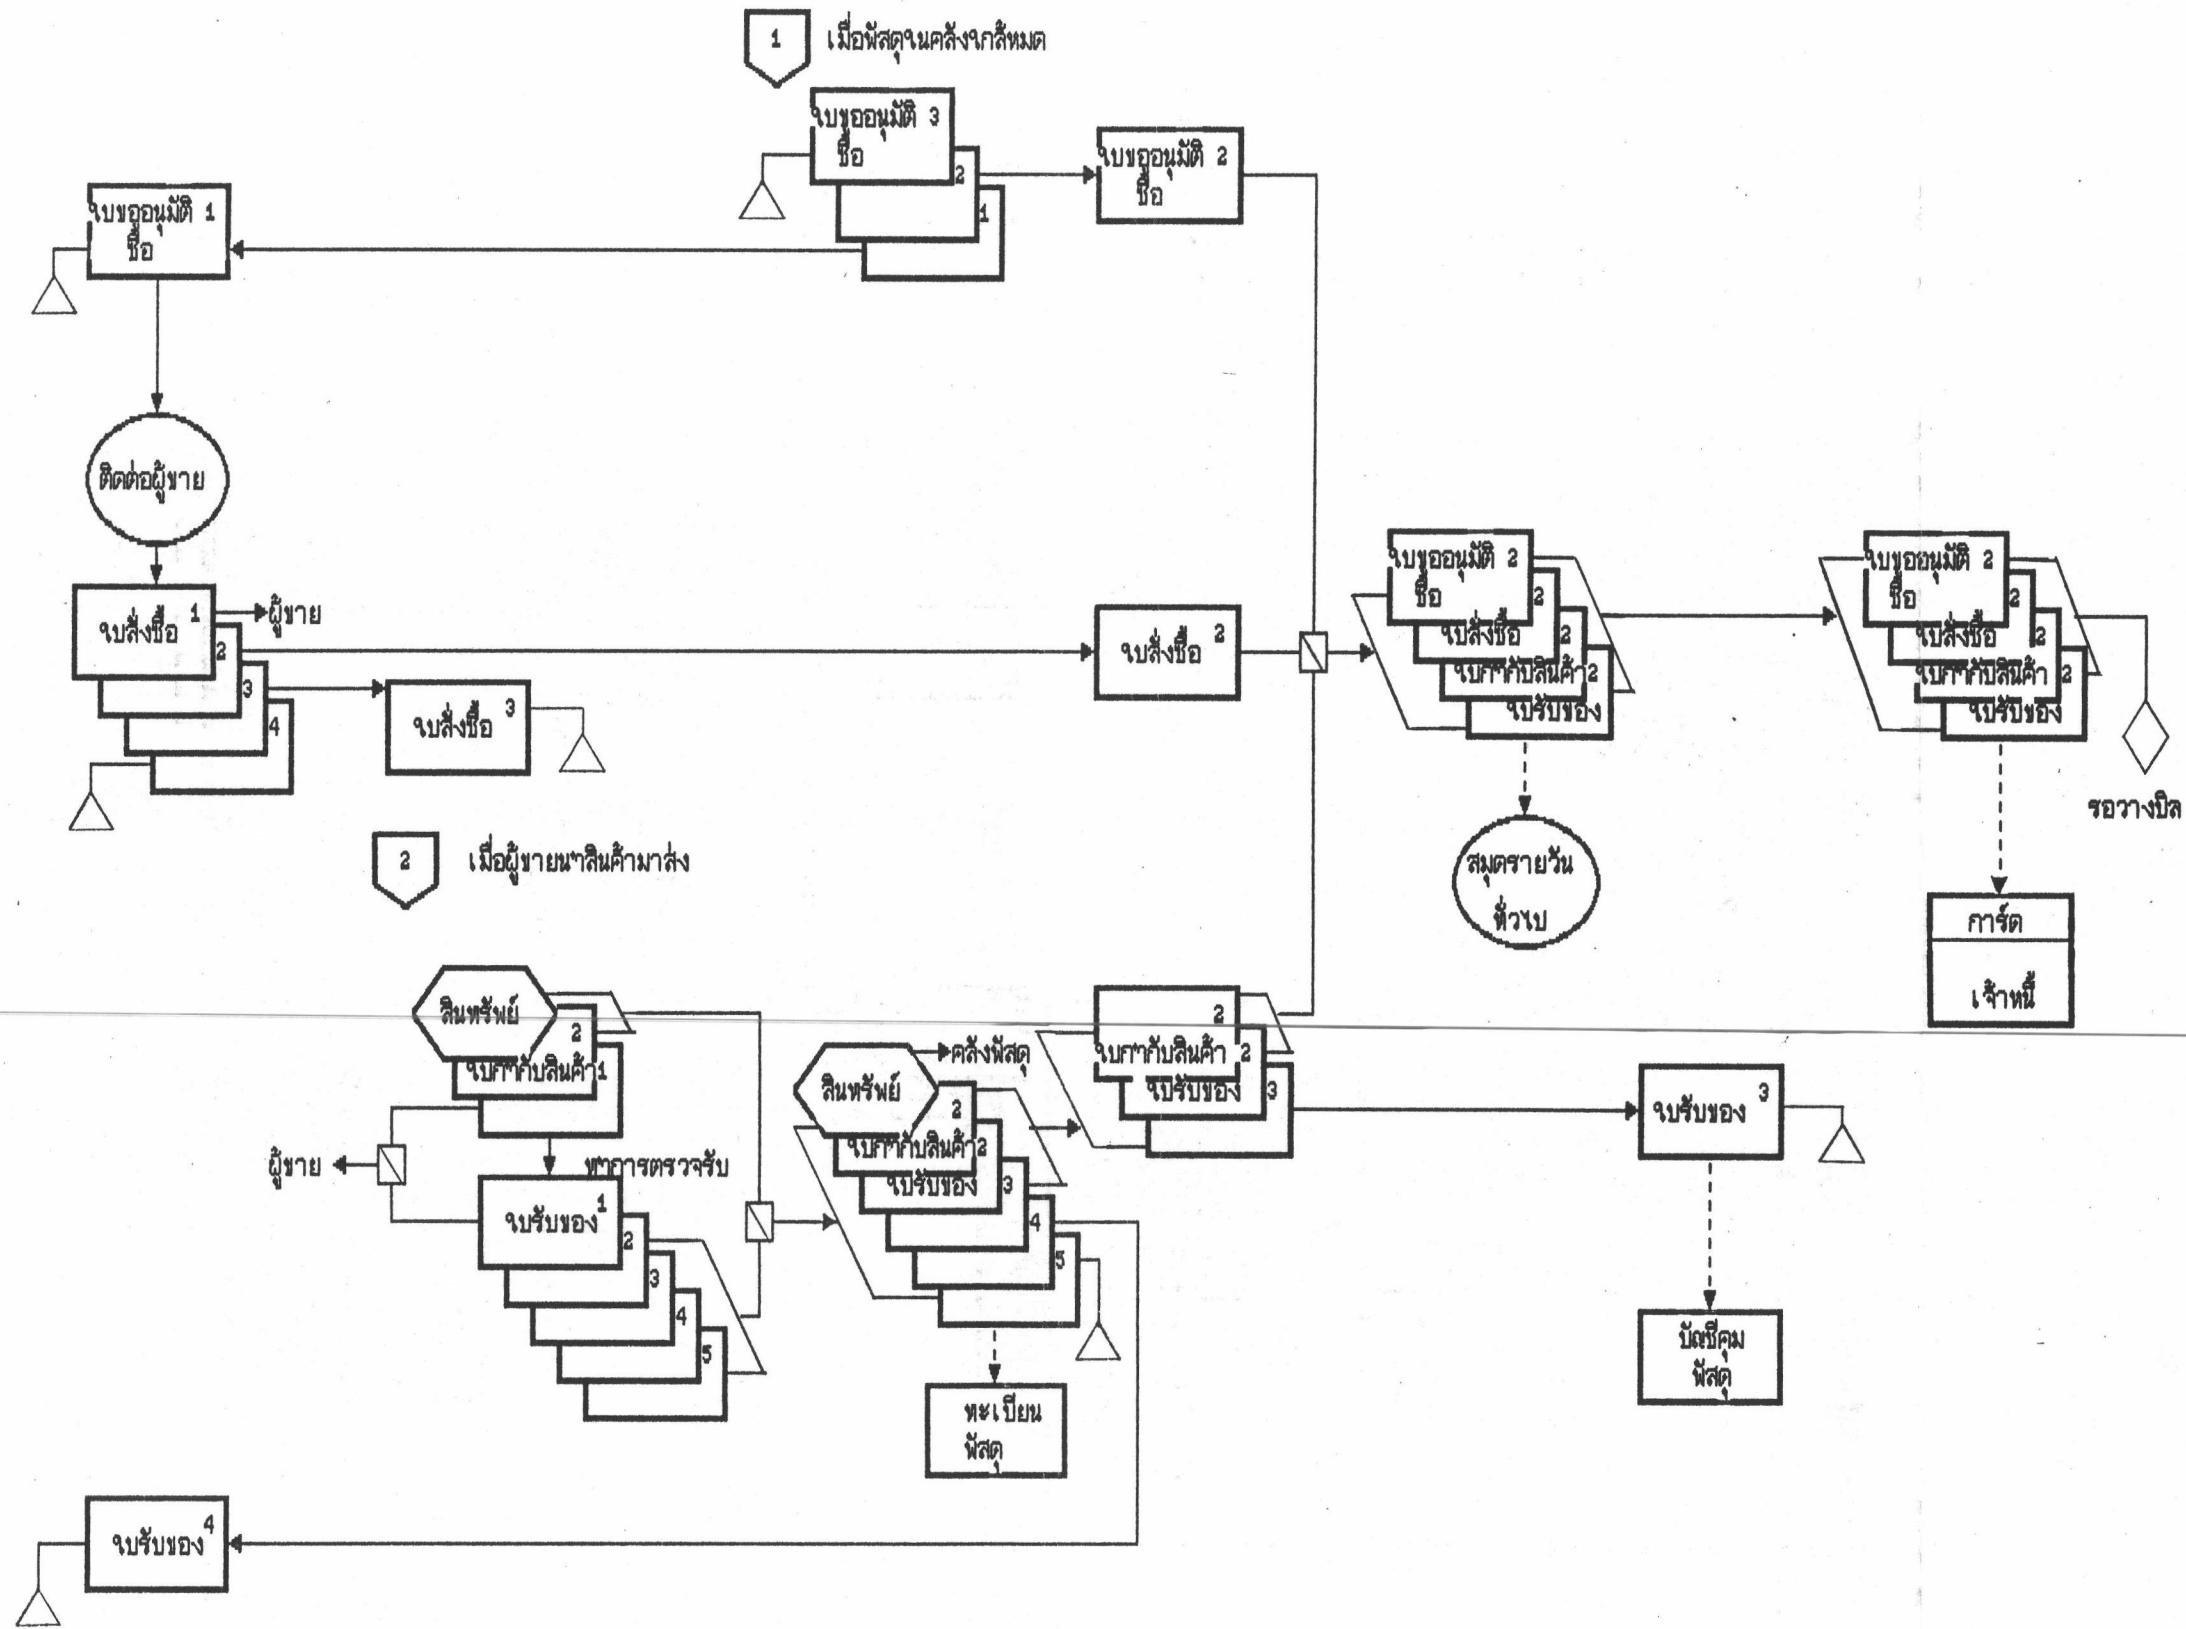 1 เมื่อพัสดุในคลังใกล้หมด
ใบขออนุมัติ 3
ซื้อ
2
1
ใบขออนุมัติ 2
ซื้อ
ใบขออนุมัติ 1
ซื้อ
ติดต่อผู้ขาย
ใบสั่งซื้อ 1
ผู้ขาย
2
3
4
ใบสั่งซื้อ 3
ใบสั่งซื้อ 2
ใบขออนุมัติ 2
ซื้อ
2
ใบสั่งซื้อ 2
ใบกำกับสินค้า 2
ใบรับของ
ใบขออนุมัติ 2
ซื้อ
2
ใบสั่งซื้อ 2
ใบกำกับสินค้า 2
ใบรับของ
รอวางบิล
สมุดรายวัน
ทั่วไป
การ์ด
เจ้าหนี้
2 เมื่อผู้ขายนำสินค้ามาส่ง
สินทรัพย์
2
ใบกำกับสินค้า 1
ผู้ขาย
ทำการตรวจรับ
ใบรับของ 1
2
3
4
5
สินทรัพย์
คลังพัสดุ
2
ใบกำกับสินค้า 2
ใบรับของ 3
4
5
ทะเบียน
พัสดุ
2
ใบกำกับสินค้า 2
ใบรับของ 3
ใบรับของ 3
บัญชีคุม
พัสดุ
ใบรับของ 4